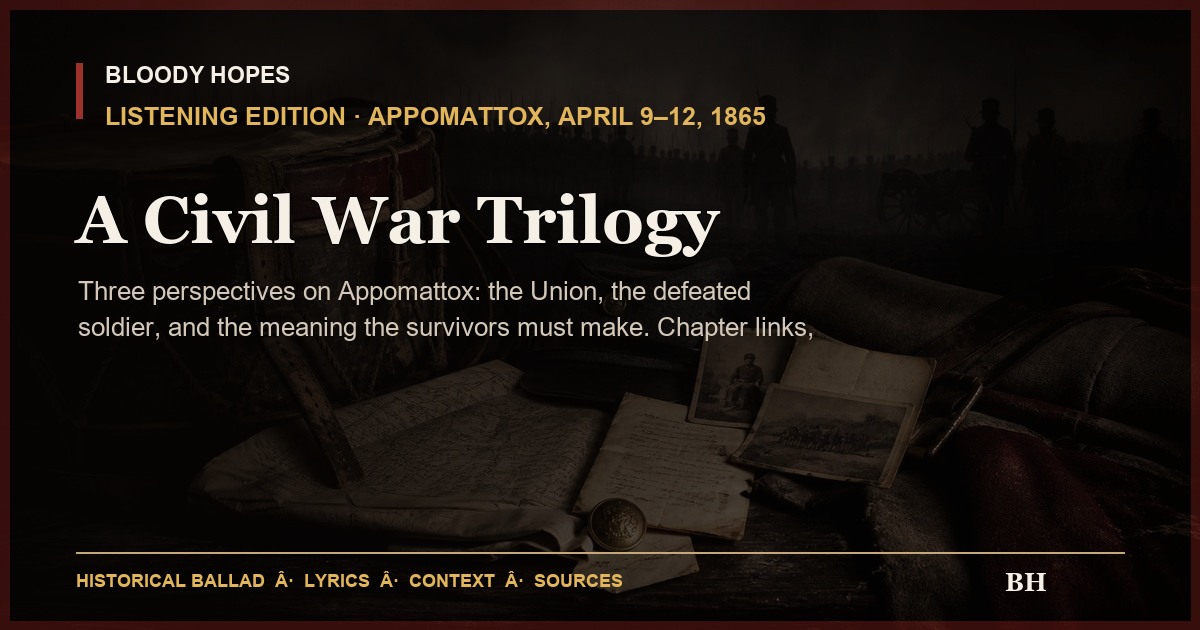 BLOODY HOPES
LISTENING EDITION · APPOMATTOX, APRIL 9–12, 1865
A Civil War Trilogy
Three perspectives on Appomattox: the Union, the defeated
soldier, and the meaning the survivors must make. Chapter links,
HISTORICAL BALLAD Â· LYRICS Â· CONTEXT Â· SOURCES
BH